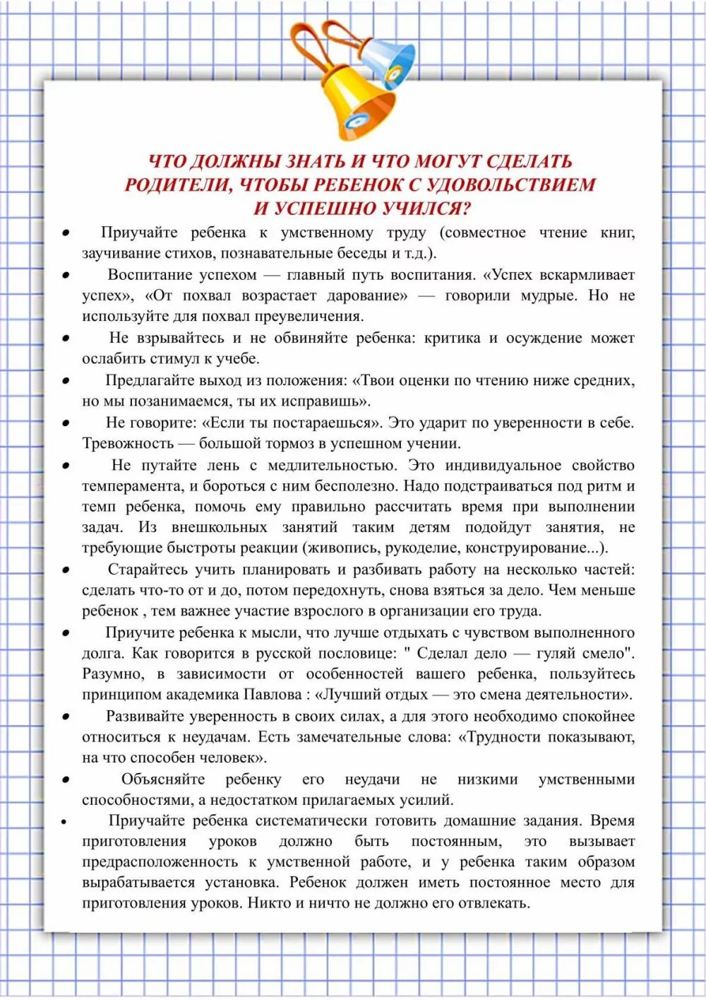 ЧТО ДОЛЖНЫ ЗНАТЬ И ЧТО МОГУТ СДЕЛАТЬ
РОДИТЕЛИ, ЧТОБЫ РЕБЕНОК С УДОВОЛЬСТВИЕМ
И УСПЕШНО УЧИЛСЯ?
• Приучайте ребенка к умственному труду (совместное чтение книг,
заучивание стихов, познавательные беседы и т.д.).
• Воспитание успехом — главный путь воспитания. «Успех вскармливает
успех», «От похвал возрастает дарование» — говорили мудрые. Но не
используйте для похвал преувеличения.
• Не взрывайтесь и не обвиняйте ребенка: критика и осуждение может
ослабить стимул к учебе.
• Предлагайте выход из положения: «Твои оценки по чтению ниже средних,
но мы позанимаемся, ты их исправишь».
• Не говорите: «Если ты постараешься». Это ударит по уверенности в себе.
Тревожность — большой тормоз в успешном учении.
• Не путайте лень с медлительностью. Это индивидуальное свойство
темперамента, и бороться с ним бесполезно. Надо подстраиваться под ритм и
темп ребенка, помочь ему правильно рассчитать время при выполнении
задач. Из внешкольных занятий таким детям подойдут занятия, не
требующие быстроты реакции (живопись, рукоделие, конструирование...).
• Старайтесь учить планировать и разбивать работу на несколько частей:
сделать что-то от и до, потом передохнуть, снова взяться за дело. Чем меньше
ребенок , тем важнее участие взрослого в организации его труда.
• Приучите ребенка к мысли, что лучше отдыхать с чувством выполненного
долга. Как говорится в русской пословице: " Сделал дело — гуляй смело".
Разумно, в зависимости от особенностей вашего ребенка, пользуйтесь
принципом академика Павлова : «Лучший отдых — это смена деятельности».
• Развивайте уверенность в своих силах, а для этого необходимо спокойнее
относиться к неудачам. Есть замечательные слова: «Трудности показывают,
на что способен человек».
• Объясняйте ребенку его неудачи не низкими умственными
способностями, а недостатком прилагаемых усилий.
• Приучайте ребенка систематически готовить домашние задания. Время
приготовления уроков должно быть постоянным, это вызывает
предрасположенность к умственной работе, и у ребенка таким образом
вырабатывается установка. Ребенок должен иметь постоянное место для
приготовления уроков. Никто и ничто не должно его отвлекать.